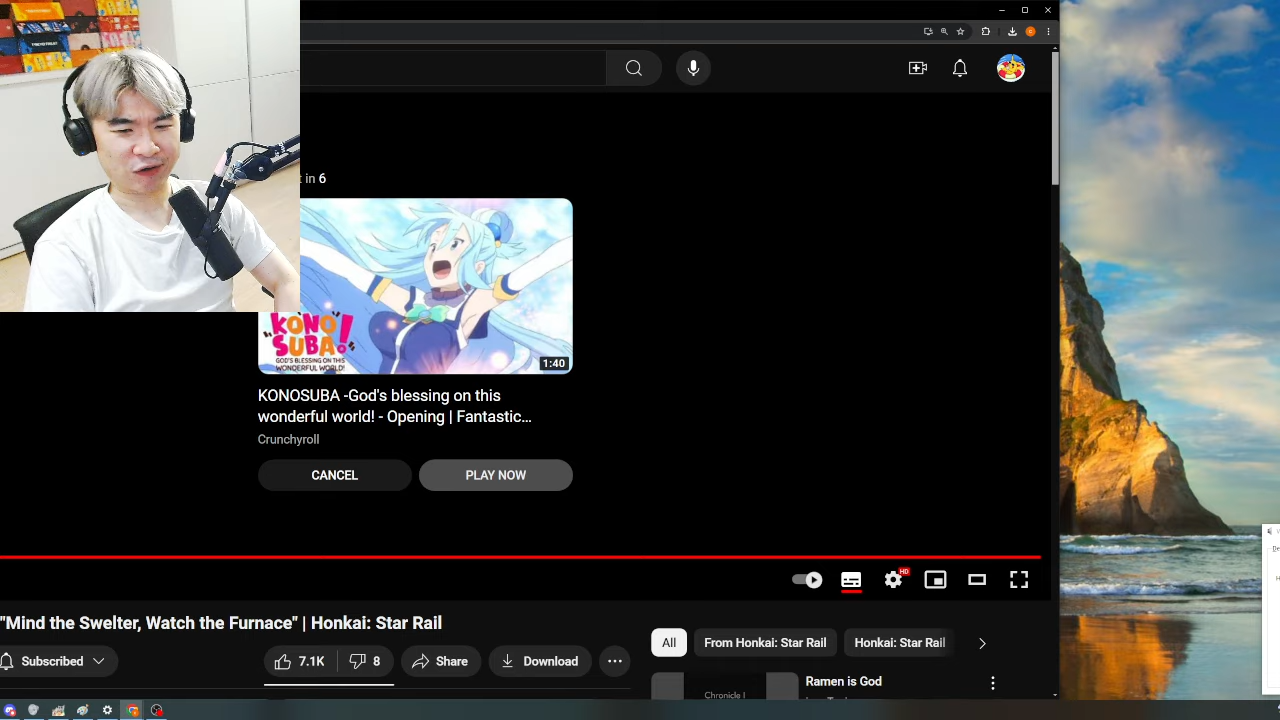 in 6
KONO
SUBA!
GOD'S BLESSING ON THIS
WONDERFUL WORLD!
1:40
KONOSUBA -God's blessing on this
wonderful world! - Opening | Fantastic...
Crunchyroll
CANCEL
PLAY NOW
HD
"Mind the Swelter, Watch the Furnace" | Honkai: Star Rail
Subscribed
7.1K
8
Share
Download
All
From Honkai: Star Rail
Honkai: Star Rail
Ramen is God
Chronicle I